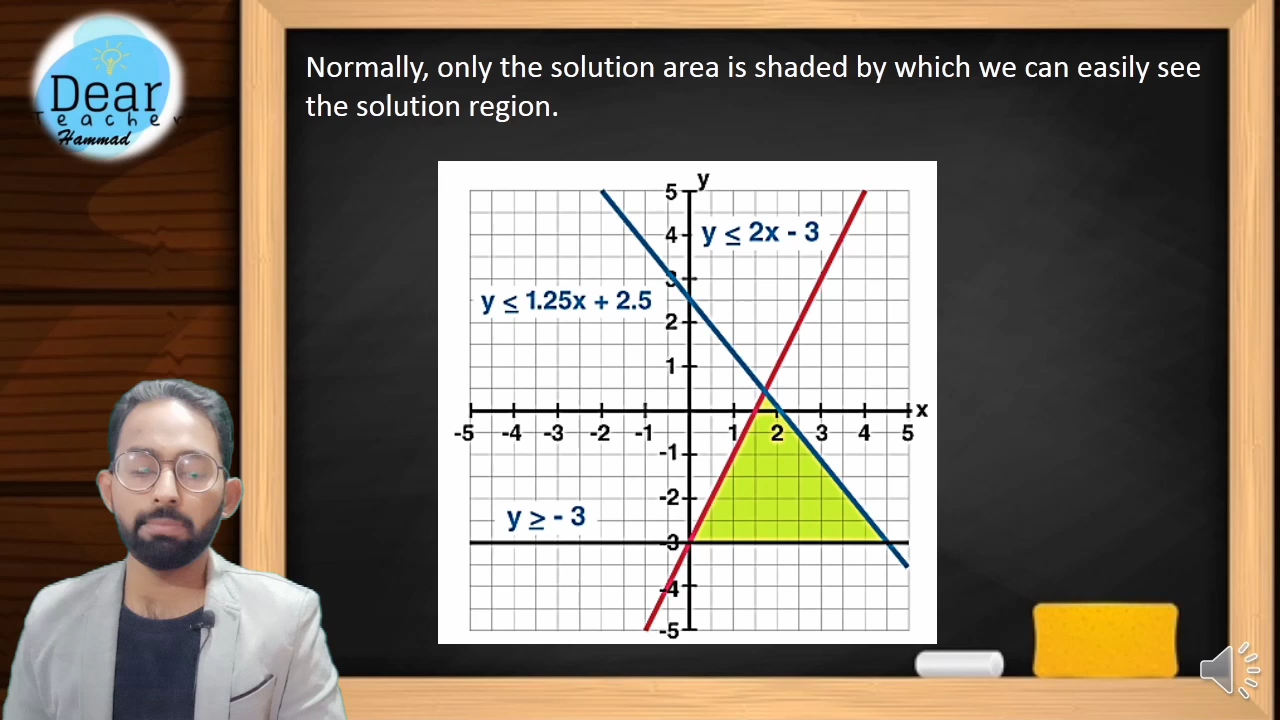 Dear
Teacher
Hammad
Normally, only the solution area is shaded by which we can easily see
the solution region.
y
5
4
y ≤ 2x - 3
3
y ≤ 1.25x + 2.5
2
1
x
-5 -4 -3 -2 -1 1 2 3 4 5
-1
-2
y ≥ - 3
-3
-4
-5